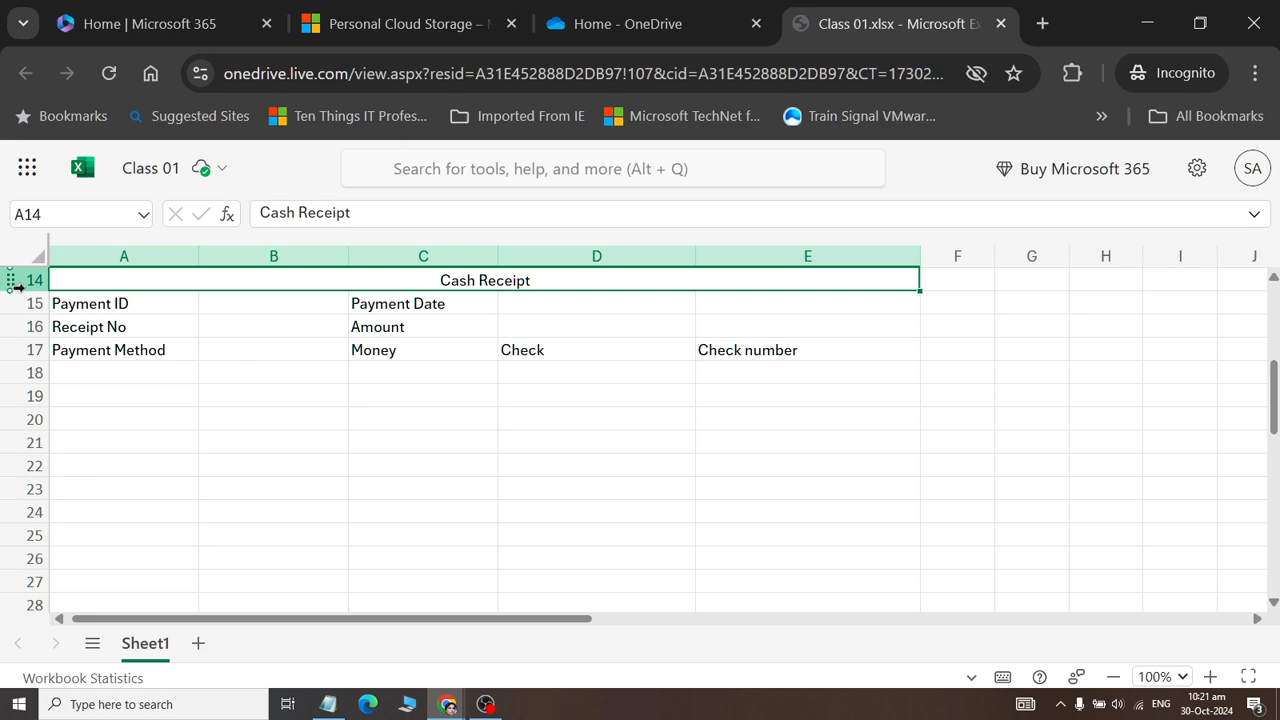 Home | Microsoft 365
Personal Cloud Storage –
Home - OneDrive
Class 01.xlsx - Microsoft Ex
onedrive.live.com/view.aspx?resid=A31E452888D2DB97!107&cid=A31E452888D2DB97&CT=17302...
Incognito
Bookmarks
Suggested Sites
Ten Things IT Profes...
Imported From IE
Microsoft TechNet f...
Train Signal VMwar...
»
All Bookmarks
Class 01
Search for tools, help, and more (Alt + Q)
Buy Microsoft 365
SA
A14
fx
Cash Receipt
A B C D E F G H I J
14 Cash Receipt
15 Payment ID Payment Date
16 Receipt No Amount
17 Payment Method Money Check Check number
18
19
20
21
22
23
24
25
26
27
28
Sheet1
Workbook Statistics
100%
Type here to search
ENG
10:21 am
30-Oct-2024
3